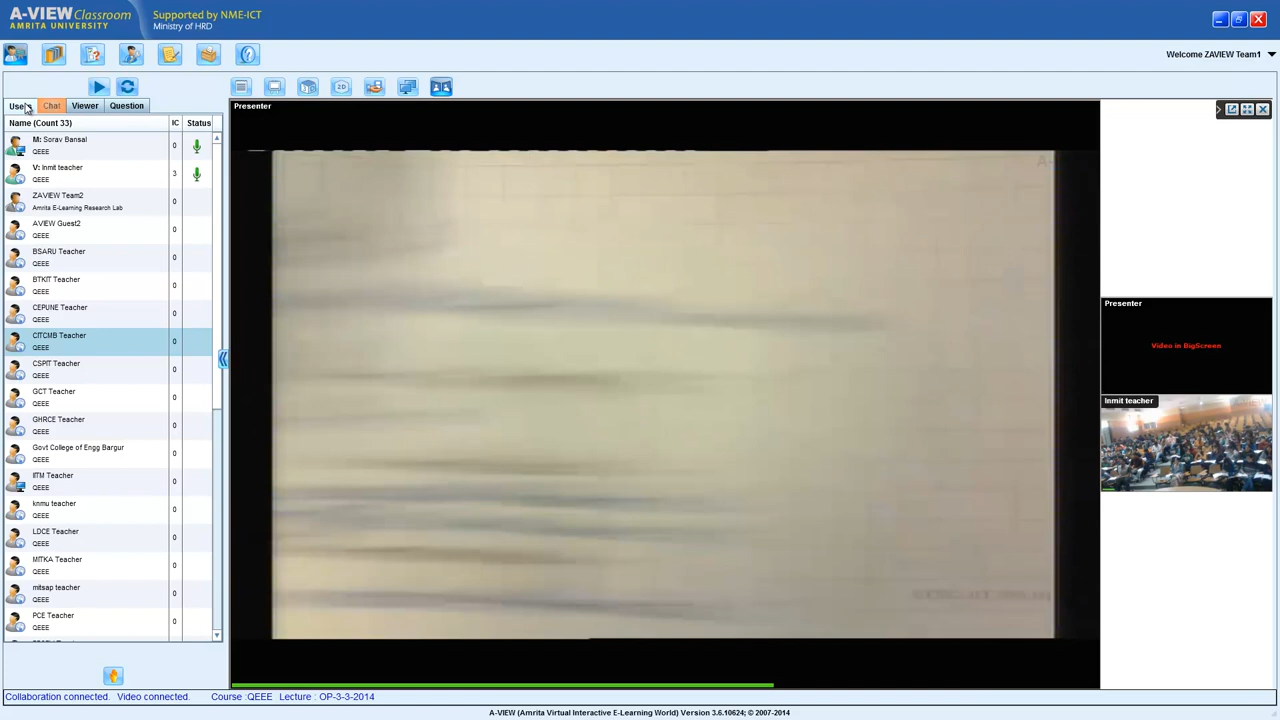 A-VIEW Classroom
AMRITA UNIVERSITY
Supported by NME-ICT
Ministry of HRD
Welcome ZAVIEW Team1
Chat
Viewer
Question
Name (Count 33)
IC
Status
M: Sorav Bansal
QEEE
0
V: Inmit teacher
QEEE
3
ZAVIEW Team2
Amrita E-Learning Research Lab
0
AVIEW Guest2
QEEE
0
BSARU Teacher
QEEE
0
BTKIT Teacher
QEEE
0
CEPUNE Teacher
QEEE
0
CITCMB Teacher
QEEE
0
CSPIT Teacher
QEEE
0
GCT Teacher
QEEE
0
GHRCE Teacher
QEEE
0
Govt College of Engg Bargur
QEEE
0
IITM Teacher
QEEE
0
knmu teacher
QEEE
0
LDCE Teacher
QEEE
0
MITKA Teacher
QEEE
0
mitsap teacher
QEEE
0
PCE Teacher
QEEE
0
Presenter
2D
A-
Presenter
Video in BigScreen
Inmit teacher
Collaboration connected. Video connected. Course :QEEE Lecture : OP-3-3-2014
A-VIEW (Amrita Virtual Interactive E-Learning World) Version 3.6.10624; © 2007-2014